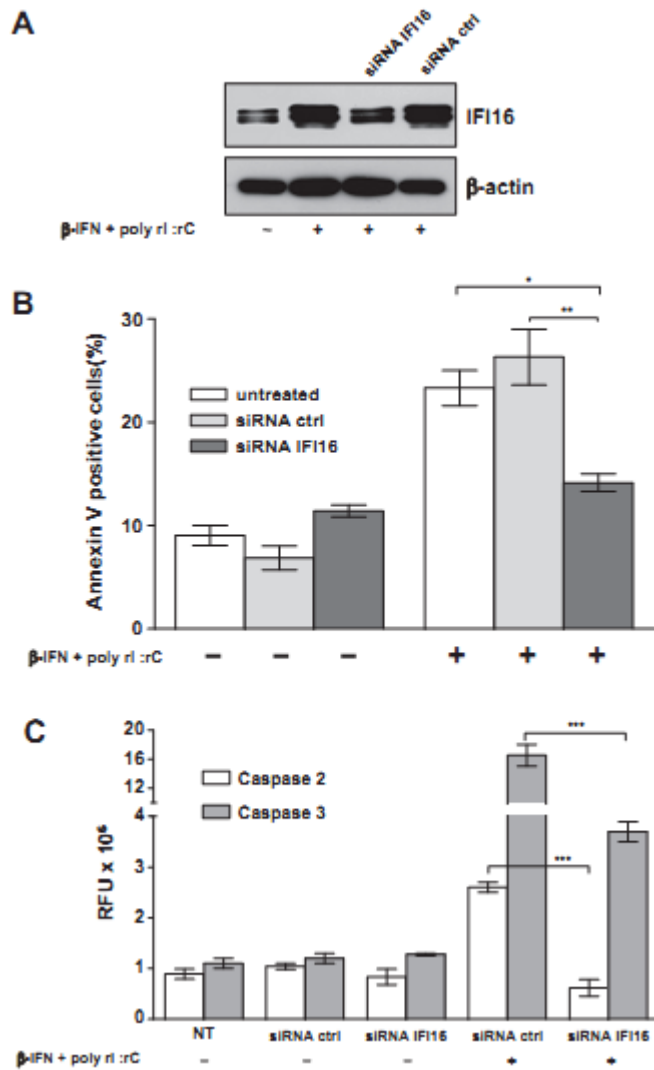 A
siRNA IFI16 siRNA ctrl
IFI16
β-actin
β-IFN + poly rI :rC – + + +
B
* 
**
30
20
10
0
Annexin V positive cells(%)
untreated
siRNA ctrl
siRNA IFI16
β-IFN + poly rI :rC – – – + + +
C
***
***
20
18
16
14
12
4
3
2
1
0
RFU x 10⁶
Caspase 2
Caspase 3
NT siRNA ctrl siRNA IFI16 siRNA ctrl siRNA IFI16
β-IFN + poly rI :rC – – – + +